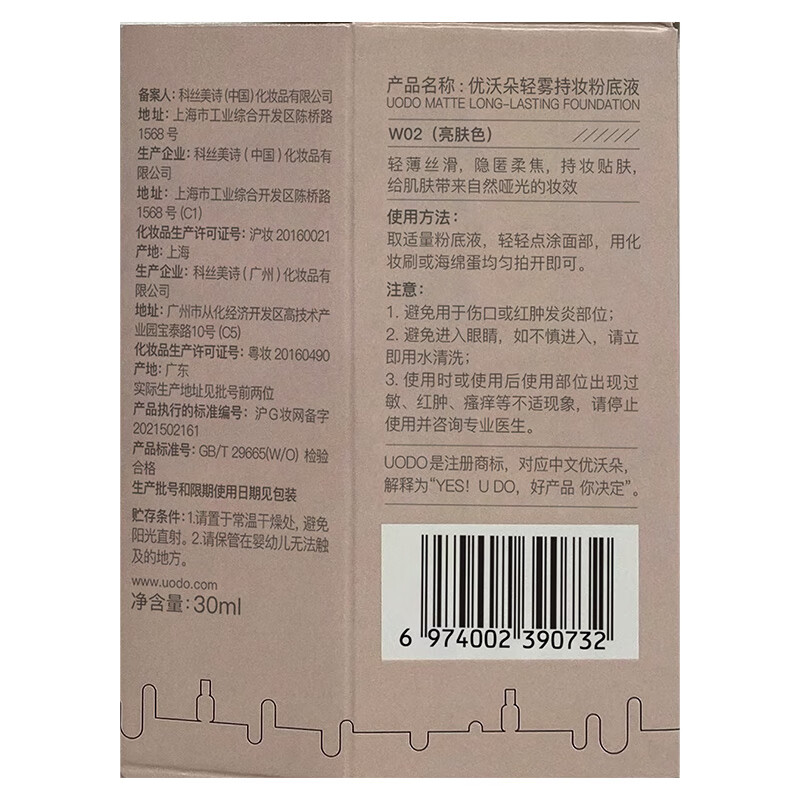 备案人：科丝美诗（中国）化妆品有限公司
地址：上海市工业综合开发区陈桥路
1568号
生产企业：科丝美诗（中国）化妆品有
限公司
地址：上海市工业综合开发区陈桥路
1568号(C1)
化妆品生产许可证号：沪妆20160021
产地：上海
生产企业：科丝美诗（广州）化妆品有
限公司
地址：广州市从化经济开发区高技术产
业园宝泰路10号(C5)
化妆品生产许可证号：粤妆20160490
产地：广东
实际生产地址见批号前两位
产品执行的标准编号：沪G妆网备字
2021502161
产品标准号：GB/T 29665(W/O) 检验
合格
生产批号和限期使用日期见包装
贮存条件：1.请置于常温干燥处，避免
阳光直射。2.请保管在婴幼儿无法触
及的地方。
www.uodo.com
净含量：30ml
产品名称：优沃朵轻雾持妆粉底液
UODO MATTE LONG-LASTING FOUNDATION
W02（亮肤色）
轻薄丝滑，隐匿柔焦，持妆贴肤，
给肌肤带来自然哑光的妆效
使用方法：
取适量粉底液，轻轻点涂面部，用化
妆刷或海绵蛋均匀拍开即可。
注意：
1. 避免用于伤口或红肿发炎部位；
2. 避免进入眼睛，如不慎进入，请立
即用水清洗；
3. 使用时或使用后使用部位出现过
敏、红肿、瘙痒等不适现象，请停止
使用并咨询专业医生。
UODO是注册商标，对应中文优沃朵，
解释为“YES! U DO，好产品 你决定”。
6 974002 390732